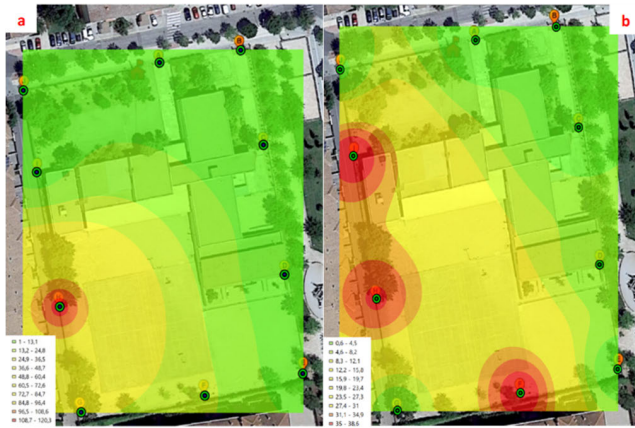 a
b
1 - 13,1
13,2 - 24,8
24,9 - 36,5
36,6 - 48,7
48,8 - 60,4
60,5 - 72,6
72,7 - 84,7
84,8 - 96,4
96,5 - 108,6
108,7 - 120,3
0,6 - 4,5
4,6 - 8,2
8,3 - 12,1
12,2 - 15,8
15,9 - 19,7
19,8 - 23,4
23,5 - 27,3
27,4 - 31
31,1 - 34,9
35 - 38,6